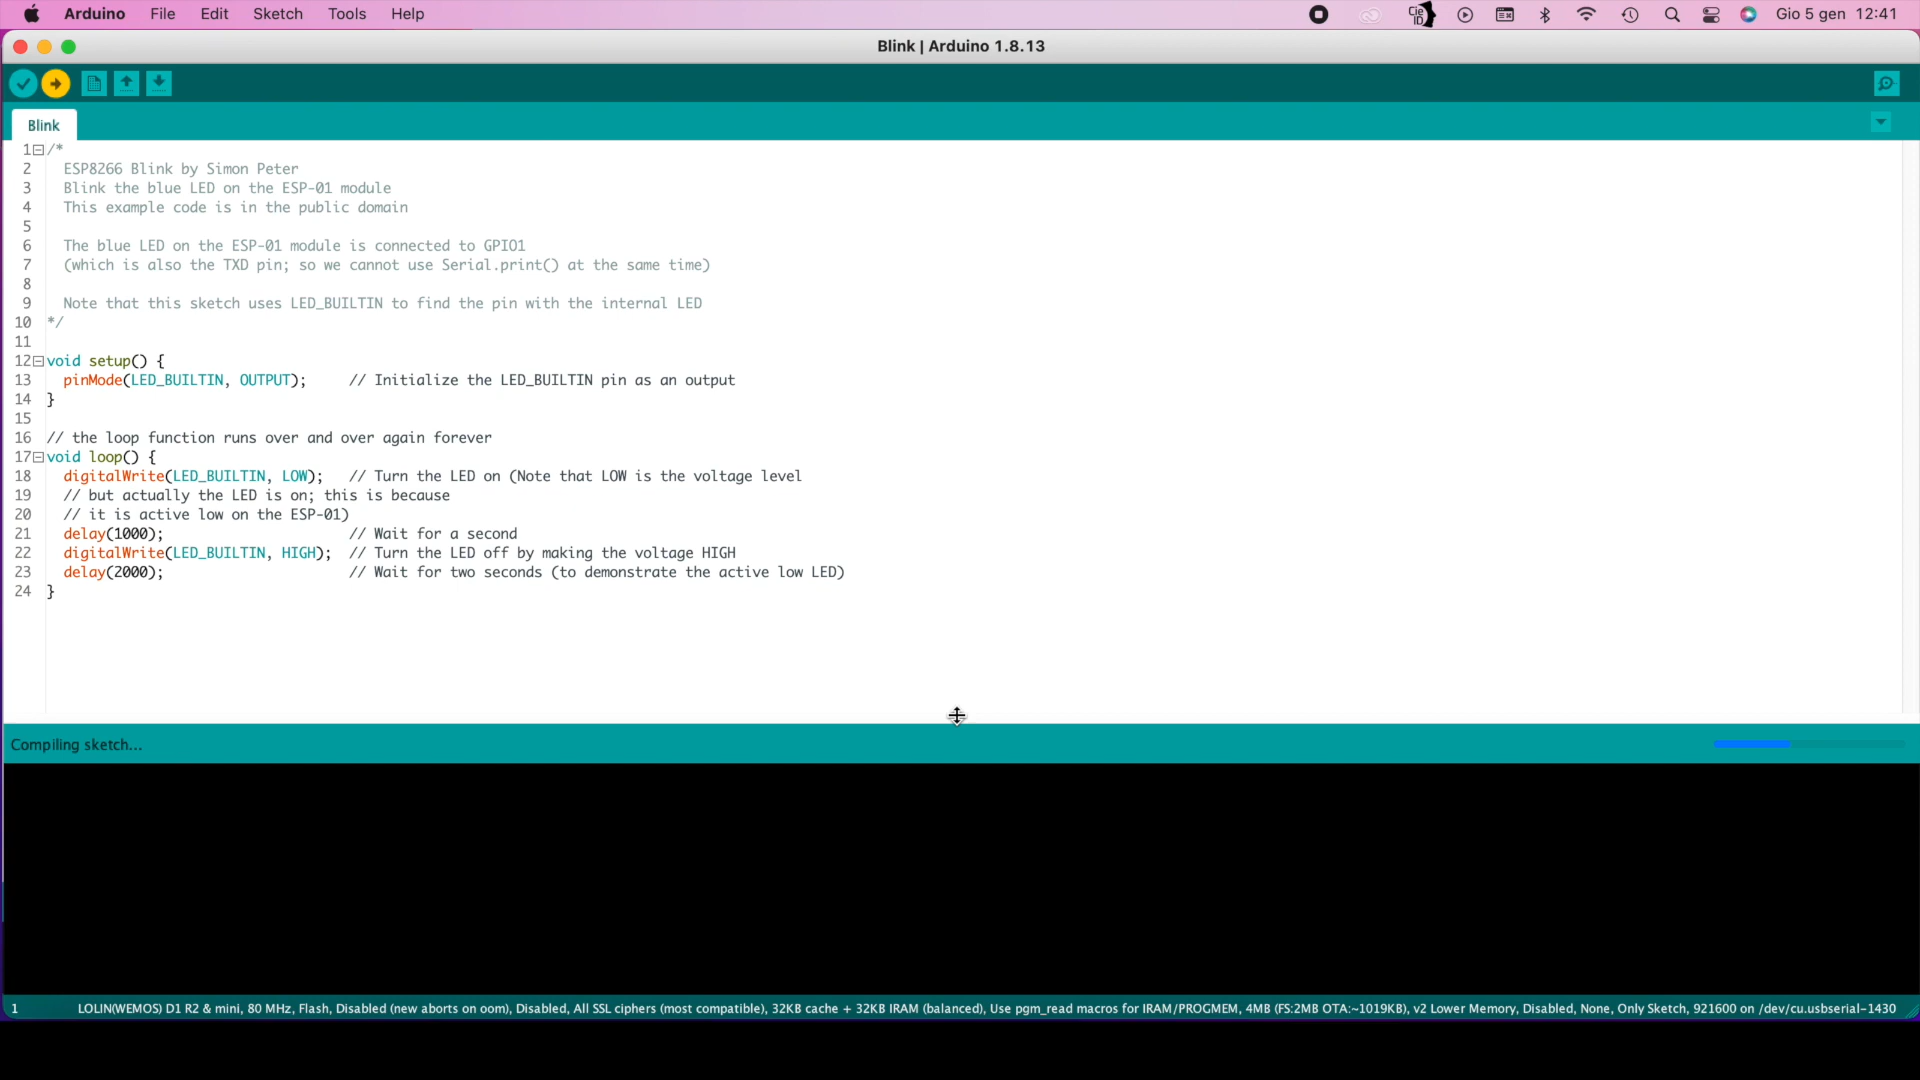 Arduino File Edit Sketch Tools Help Cie ID Gio 5 gen 12:41
Blink | Arduino 1.8.13
Blink
1 /*
2 ESP8266 Blink by Simon Peter
3 Blink the blue LED on the ESP-01 module
4 This example code is in the public domain
5
6 The blue LED on the ESP-01 module is connected to GPIO1
7 (which is also the TXD pin; so we cannot use Serial.print() at the same time)
8
9 Note that this sketch uses LED_BUILTIN to find the pin with the internal LED
10 */
11
12 void setup() {
13 pinMode(LED_BUILTIN, OUTPUT); // Initialize the LED_BUILTIN pin as an output
14 }
15
16 // the loop function runs over and over again forever
17 void loop() {
18 digitalWrite(LED_BUILTIN, LOW); // Turn the LED on (Note that LOW is the voltage level
19 // but actually the LED is on; this is because
20 // it is active low on the ESP-01)
21 delay(1000); // Wait for a second
22 digitalWrite(LED_BUILTIN, HIGH); // Turn the LED off by making the voltage HIGH
23 delay(2000); // Wait for two seconds (to demonstrate the active low LED)
24 }
Compiling sketch...
1 LOLIN(WEMOS) D1 R2 & mini, 80 MHz, Flash, Disabled (new aborts on oom), Disabled, All SSL ciphers (most compatible), 32KB cache + 32KB IRAM (balanced), Use pgm_read macros for IRAM/PROGMEM, 4MB (FS:2MB OTA:~1019KB), v2 Lower Memory, Disabled, None, Only Sketch, 921600 on /dev/cu.usbserial-1430